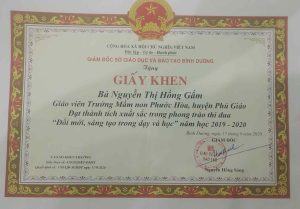 CỘNG HÒA XÃ HỘI CHỦ NGHĨA VIỆT NAM
Độc lập - Tự do - Hạnh phúc
GIÁM ĐỐC SỞ GIÁO DỤC VÀ ĐÀO TẠO BÌNH DƯƠNG
Tặng
GIẤY KHEN
Bà Nguyễn Thị Hồng Gấm
Giáo viên Trường Mầm non Phước Hòa, huyện Phú Giáo
Đạt thành tích xuất sắc trong phong trào thi đua
"Đổi mới, sáng tạo trong dạy và học" năm học 2019 - 2020
GIÁM ĐỐC
Nguyễn Hồng Sáng